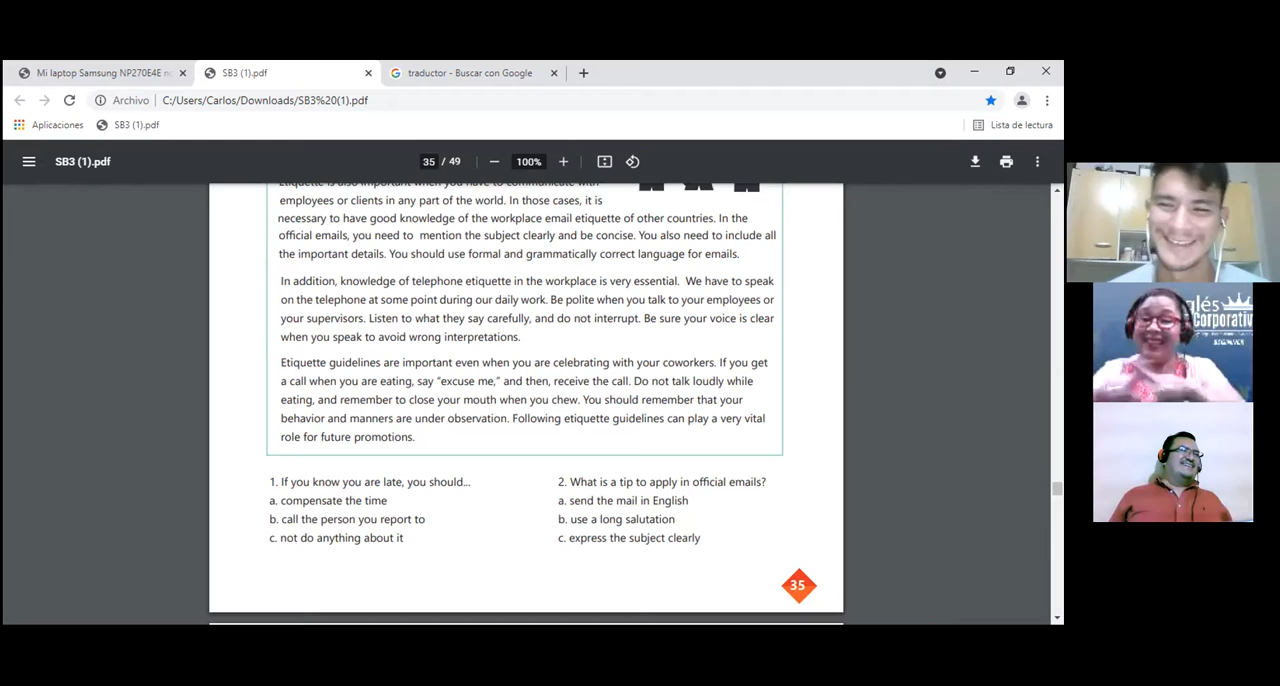 Mi laptop Samsung NP270E4E no
SB3 (1).pdf
traductor - Buscar con Google
Archivo
C:/Users/Carlos/Downloads/SB3%20(1).pdf
Aplicaciones
SB3 (1).pdf
Lista de lectura
SB3 (1).pdf
35 / 49
100%
Etiquette is also important when you have to communicate with
employees or clients in any part of the world. In those cases, it is
necessary to have good knowledge of the workplace email etiquette of other countries. In the
official emails, you need to mention the subject clearly and be concise. You also need to include all
the important details. You should use formal and grammatically correct language for emails.
In addition, knowledge of telephone etiquette in the workplace is very essential. We have to speak
on the telephone at some point during our daily work. Be polite when you talk to your employees or
your supervisors. Listen to what they say carefully, and do not interrupt. Be sure your voice is clear
when you speak to avoid wrong interpretations.
Etiquette guidelines are important even when you are celebrating with your coworkers. If you get
a call when you are eating, say “excuse me,” and then, receive the call. Do not talk loudly while
eating, and remember to close your mouth when you chew. You should remember that your
behavior and manners are under observation. Following etiquette guidelines can play a very vital
role for future promotions.
1. If you know you are late, you should...
a. compensate the time
b. call the person you report to
c. not do anything about it
2. What is a tip to apply in official emails?
a. send the mail in English
b. use a long salutation
c. express the subject clearly
35
glés
Corporativ